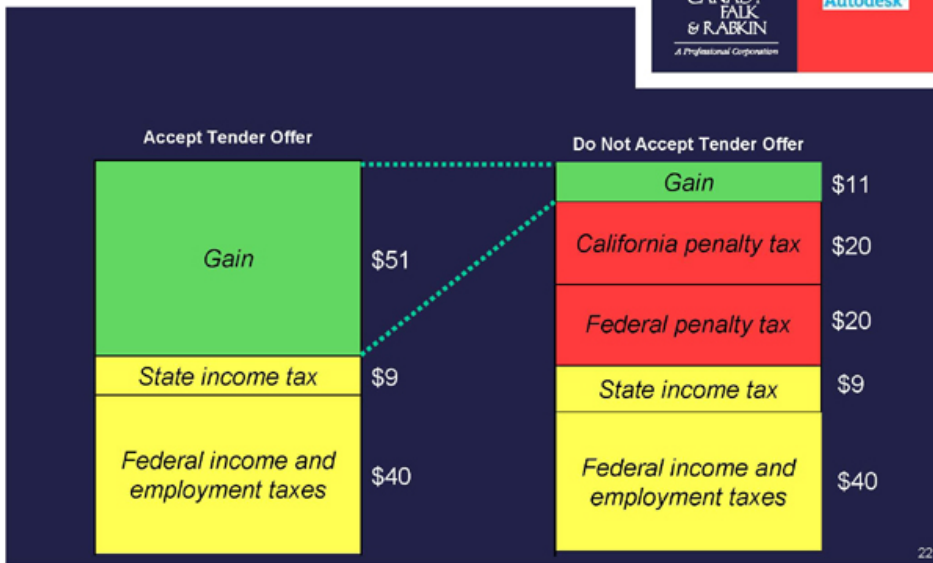 FALK
& RABKIN
A Professional Corporation
Autodesk
Accept Tender Offer
Gain
$51
State income tax
$9
Federal income and
employment taxes
$40
Do Not Accept Tender Offer
Gain
$11
California penalty tax
$20
Federal penalty tax
$20
State income tax
$9
Federal income and
employment taxes
$40
22